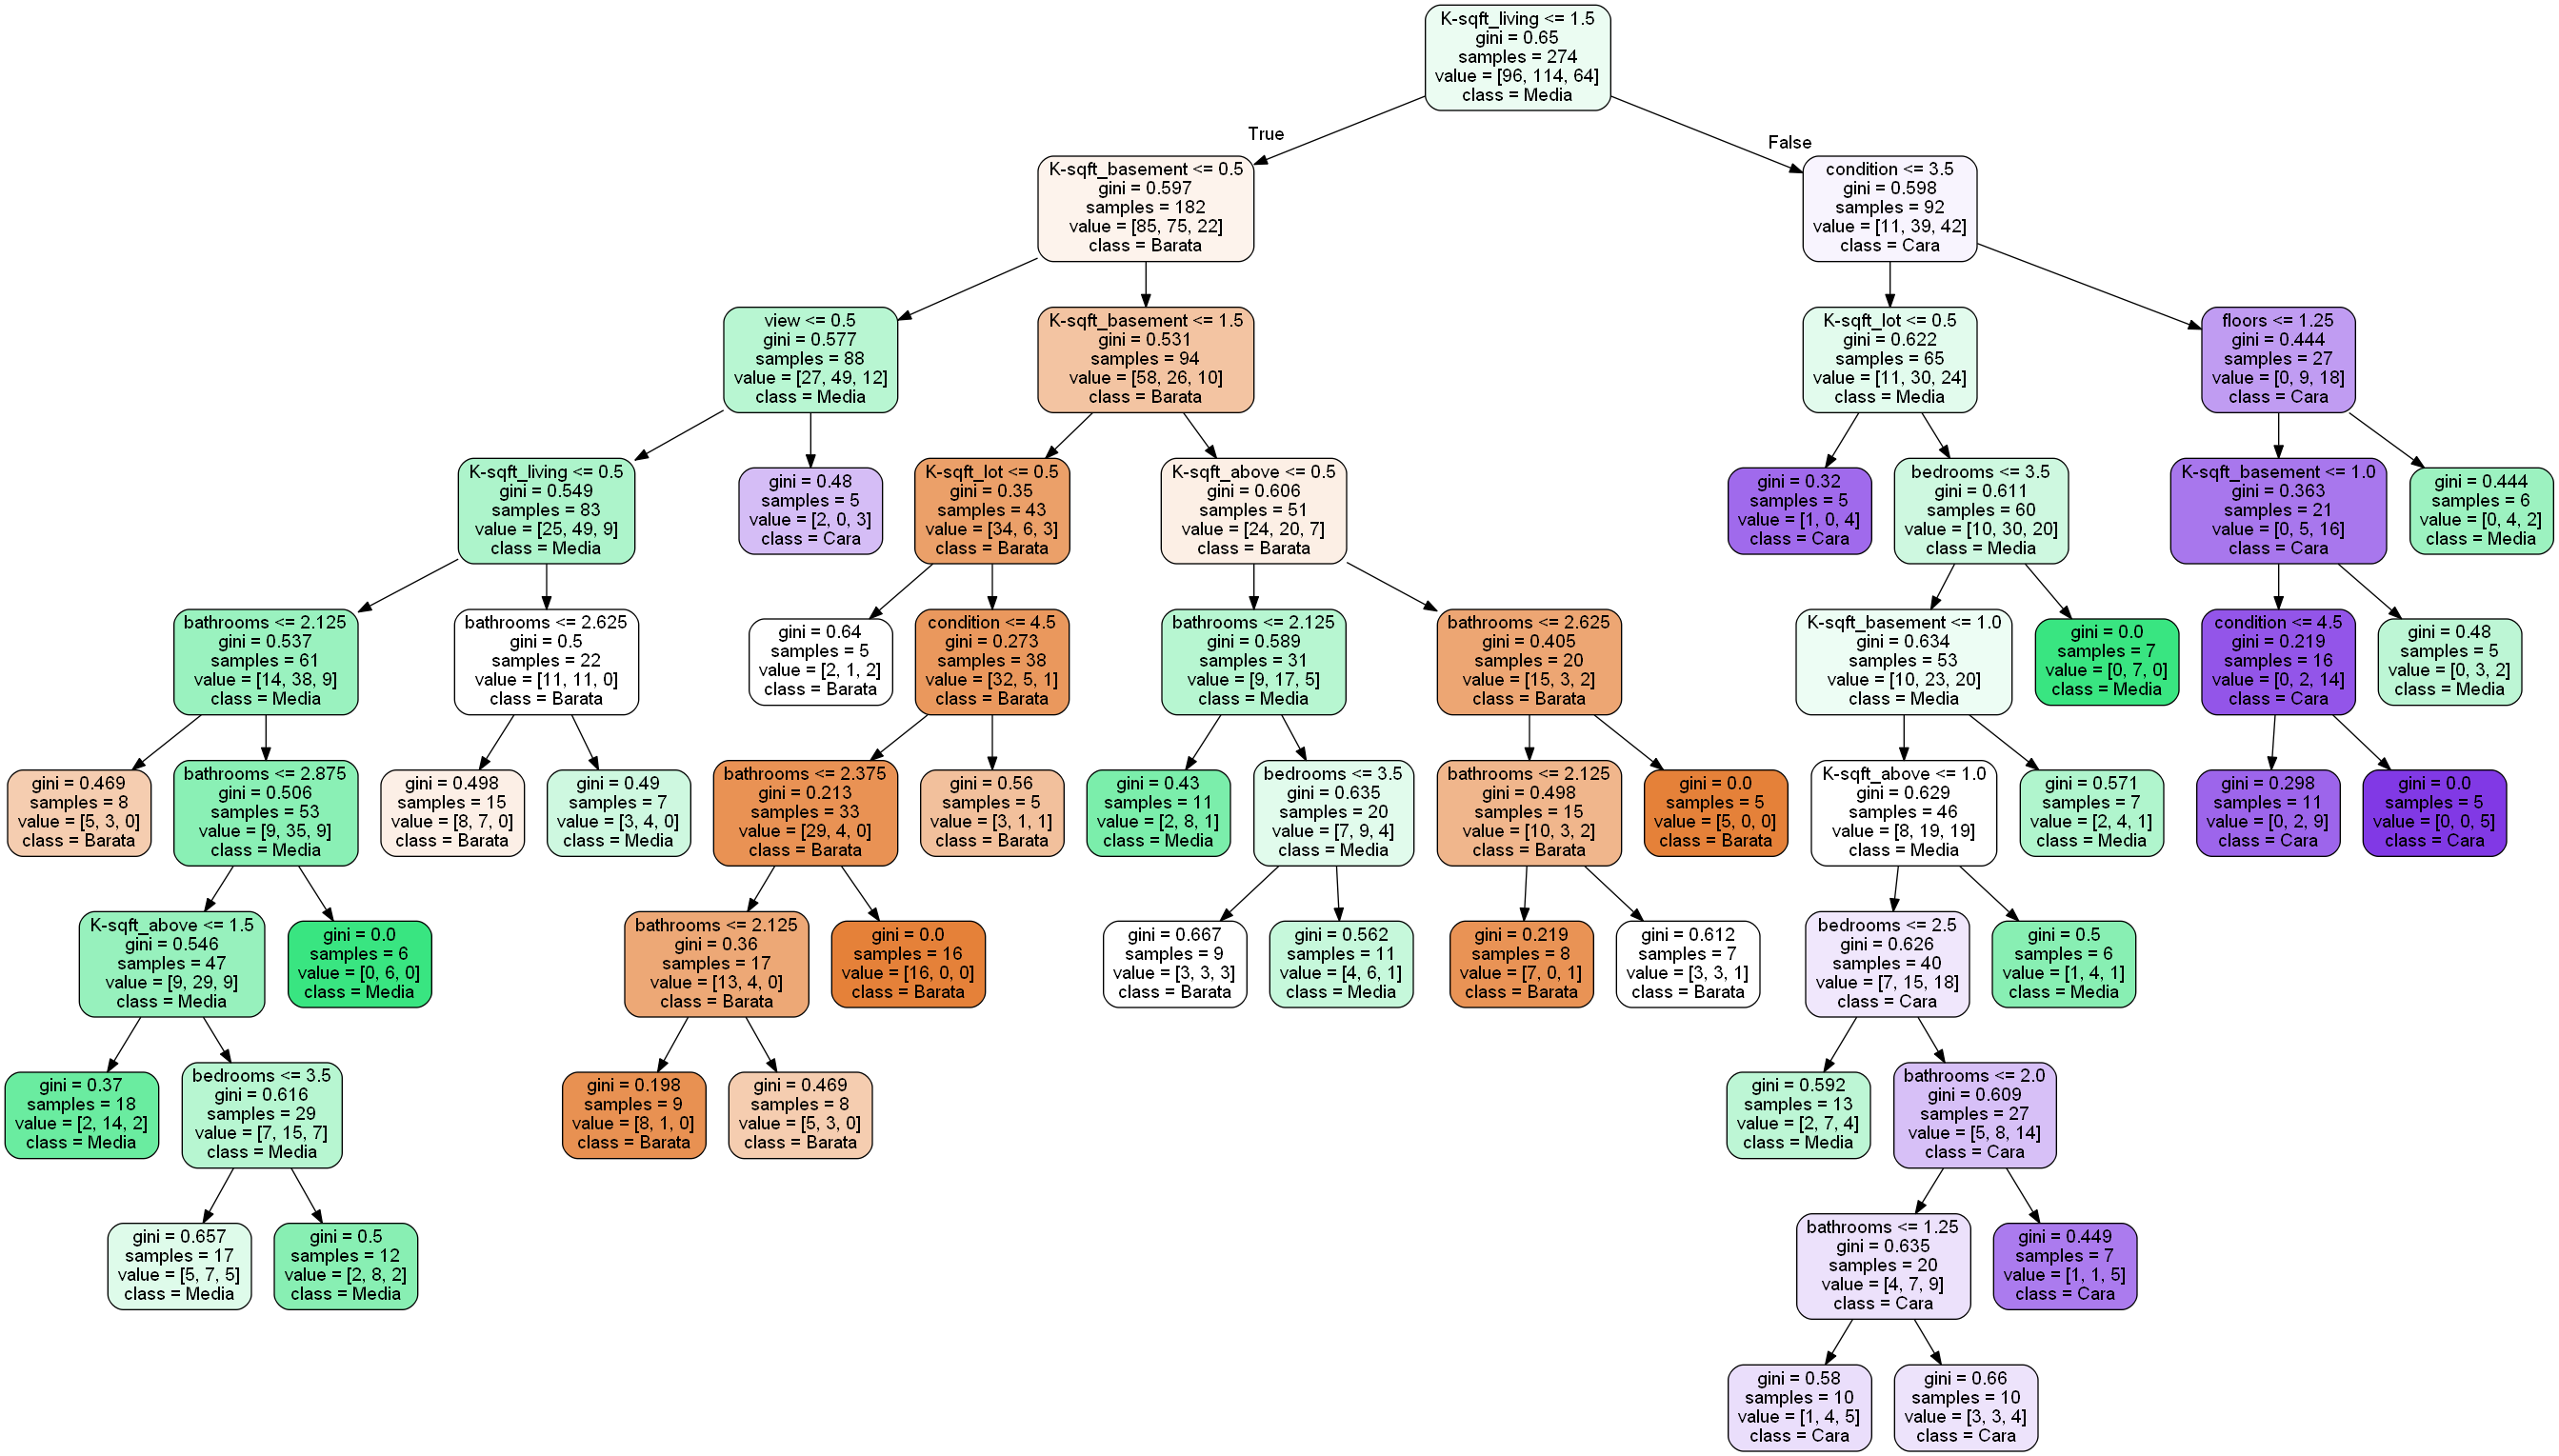 K-sqft_living <= 1.5
gini = 0.65
samples = 274
value = [96, 114, 64]
class = Media
True
False
K-sqft_basement <= 0.5
gini = 0.597
samples = 182
value = [85, 75, 22]
class = Barata
condition <= 3.5
gini = 0.598
samples = 92
value = [11, 39, 42]
class = Cara
view <= 0.5
gini = 0.577
samples = 88
value = [27, 49, 12]
class = Media
K-sqft_basement <= 1.5
gini = 0.531
samples = 94
value = [58, 26, 10]
class = Barata
K-sqft_lot <= 0.5
gini = 0.622
samples = 65
value = [11, 30, 24]
class = Media
floors <= 1.25
gini = 0.444
samples = 27
value = [0, 9, 18]
class = Cara
K-sqft_living <= 0.5
gini = 0.549
samples = 83
value = [25, 49, 9]
class = Media
gini = 0.48
samples = 5
value = [2, 0, 3]
class = Cara
K-sqft_lot <= 0.5
gini = 0.35
samples = 43
value = [34, 6, 3]
class = Barata
K-sqft_above <= 0.5
gini = 0.606
samples = 51
value = [24, 20, 7]
class = Barata
gini = 0.32
samples = 5
value = [1, 0, 4]
class = Cara
bedrooms <= 3.5
gini = 0.611
samples = 60
value = [10, 30, 20]
class = Media
K-sqft_basement <= 1.0
gini = 0.363
samples = 21
value = [0, 5, 16]
class = Cara
gini = 0.444
samples = 6
value = [0, 4, 2]
class = Media
bathrooms <= 2.125
gini = 0.537
samples = 61
value = [14, 38, 9]
class = Media
bathrooms <= 2.625
gini = 0.5
samples = 22
value = [11, 11, 0]
class = Barata
gini = 0.64
samples = 5
value = [2, 1, 2]
class = Barata
condition <= 4.5
gini = 0.273
samples = 38
value = [32, 5, 1]
class = Barata
bathrooms <= 2.125
gini = 0.589
samples = 31
value = [9, 17, 5]
class = Media
bathrooms <= 2.625
gini = 0.405
samples = 20
value = [15, 3, 2]
class = Barata
K-sqft_basement <= 1.0
gini = 0.634
samples = 53
value = [10, 23, 20]
class = Media
gini = 0.0
samples = 7
value = [0, 7, 0]
class = Media
condition <= 4.5
gini = 0.219
samples = 16
value = [0, 2, 14]
class = Cara
gini = 0.48
samples = 5
value = [0, 3, 2]
class = Media
gini = 0.469
samples = 8
value = [5, 3, 0]
class = Barata
bathrooms <= 2.875
gini = 0.506
samples = 53
value = [9, 35, 9]
class = Media
gini = 0.498
samples = 15
value = [8, 7, 0]
class = Barata
gini = 0.49
samples = 7
value = [3, 4, 0]
class = Media
bathrooms <= 2.375
gini = 0.213
samples = 33
value = [29, 4, 0]
class = Barata
gini = 0.56
samples = 5
value = [3, 1, 1]
class = Barata
gini = 0.43
samples = 11
value = [2, 8, 1]
class = Media
bedrooms <= 3.5
gini = 0.635
samples = 20
value = [7, 9, 4]
class = Media
bathrooms <= 2.125
gini = 0.498
samples = 15
value = [10, 3, 2]
class = Barata
gini = 0.0
samples = 5
value = [5, 0, 0]
class = Barata
K-sqft_above <= 1.0
gini = 0.629
samples = 46
value = [8, 19, 19]
class = Media
gini = 0.571
samples = 7
value = [2, 4, 1]
class = Media
gini = 0.298
samples = 11
value = [0, 2, 9]
class = Cara
gini = 0.0
samples = 5
value = [0, 0, 5]
class = Cara
K-sqft_above <= 1.5
gini = 0.546
samples = 47
value = [9, 29, 9]
class = Media
gini = 0.0
samples = 6
value = [0, 6, 0]
class = Media
bathrooms <= 2.125
gini = 0.36
samples = 17
value = [13, 4, 0]
class = Barata
gini = 0.0
samples = 16
value = [16, 0, 0]
class = Barata
gini = 0.667
samples = 9
value = [3, 3, 3]
class = Barata
gini = 0.562
samples = 11
value = [4, 6, 1]
class = Media
gini = 0.219
samples = 8
value = [7, 0, 1]
class = Barata
gini = 0.612
samples = 7
value = [3, 3, 1]
class = Barata
bedrooms <= 2.5
gini = 0.626
samples = 40
value = [7, 15, 18]
class = Cara
gini = 0.5
samples = 6
value = [1, 4, 1]
class = Media
gini = 0.37
samples = 18
value = [2, 14, 2]
class = Media
bedrooms <= 3.5
gini = 0.616
samples = 29
value = [7, 15, 7]
class = Media
gini = 0.198
samples = 9
value = [8, 1, 0]
class = Barata
gini = 0.469
samples = 8
value = [5, 3, 0]
class = Barata
gini = 0.592
samples = 13
value = [2, 7, 4]
class = Media
bathrooms <= 2.0
gini = 0.609
samples = 27
value = [5, 8, 14]
class = Cara
gini = 0.657
samples = 17
value = [5, 7, 5]
class = Media
gini = 0.5
samples = 12
value = [2, 8, 2]
class = Media
bathrooms <= 1.25
gini = 0.635
samples = 20
value = [4, 7, 9]
class = Cara
gini = 0.449
samples = 7
value = [1, 1, 5]
class = Cara
gini = 0.58
samples = 10
value = [1, 4, 5]
class = Cara
gini = 0.66
samples = 10
value = [3, 3, 4]
class = Cara